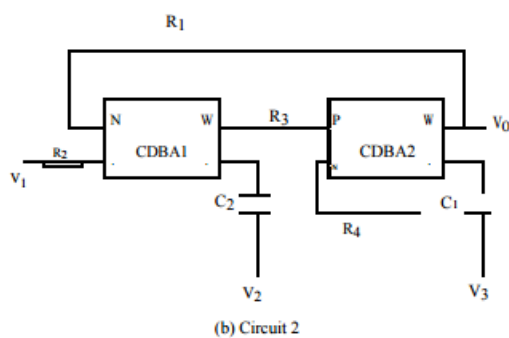 R1
N W R3 P W V0
R2 CDBA1 N CDBA2
V1 C2 R4 C1
V2 V3
(b) Circuit 2